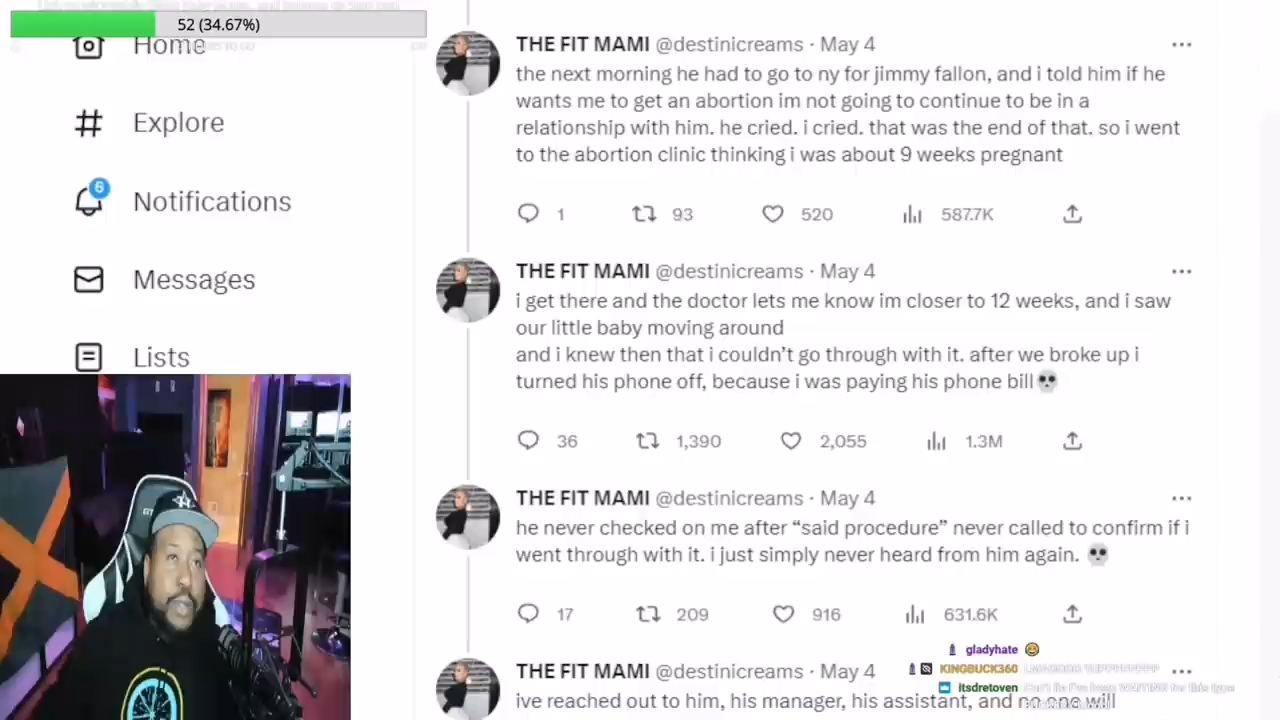 52 (34.67%)
Home
Explore
6
Notifications
Messages
Lists
THE FIT MAMI @destinicreams · May 4
the next morning he had to go to ny for jimmy fallon, and i told him if he
wants me to get an abortion im not going to continue to be in a
relationship with him. he cried. i cried. that was the end of that. so i went
to the abortion clinic thinking i was about 9 weeks pregnant
1 93 520 587.7K
THE FIT MAMI @destinicreams · May 4
i get there and the doctor lets me know im closer to 12 weeks, and i saw
our little baby moving around
and i knew then that i couldn’t go through with it. after we broke up i
turned his phone off, because i was paying his phone bill💀
36 1,390 2,055 1.3M
THE FIT MAMI @destinicreams · May 4
he never checked on me after “said procedure” never called to confirm if i
went through with it. i just simply never heard from him again. 💀
17 209 916 631.6K
THE FIT MAMI @destinicreams · May 4
ive reached out to him, his manager, his assistant, and no one will
gladyhate 😂
KINGBUCK360
itsdretoven